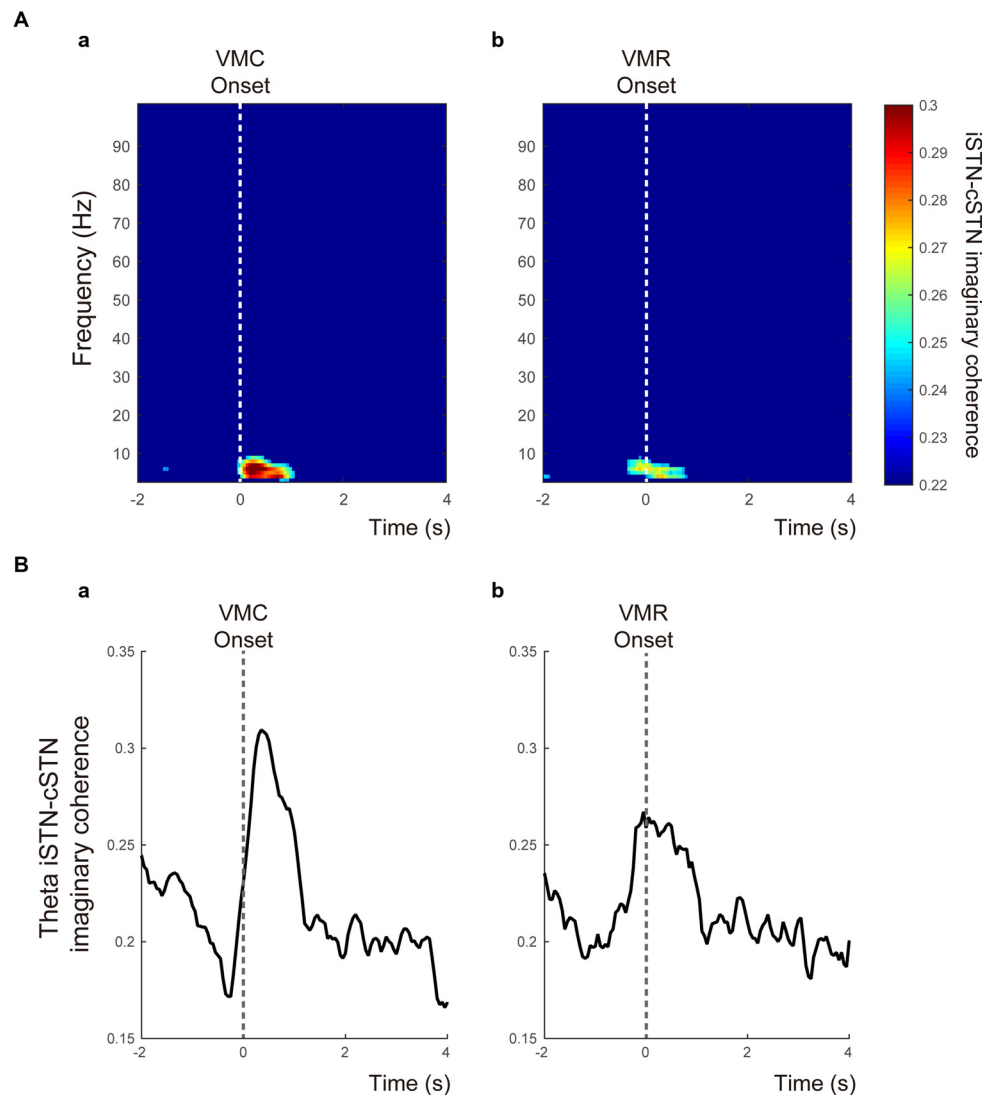 A
a
b
VMC
Onset
VMR
Onset
90
80
70
60
50
40
30
20
10
Frequency (Hz)
-2
0
2
4
Time (s)
90
80
70
60
50
40
30
20
10
-2
0
2
4
Time (s)
0.3
0.29
0.28
0.27
0.26
0.25
0.24
0.23
0.22
iSTN-cSTN imaginary coherence
B
a
b
VMC
Onset
VMR
Onset
0.35
0.3
0.25
0.2
0.15
Theta iSTN-cSTN
imaginary coherence
-2
0
2
4
Time (s)
0.35
0.3
0.25
0.2
0.15
-2
0
2
4
Time (s)